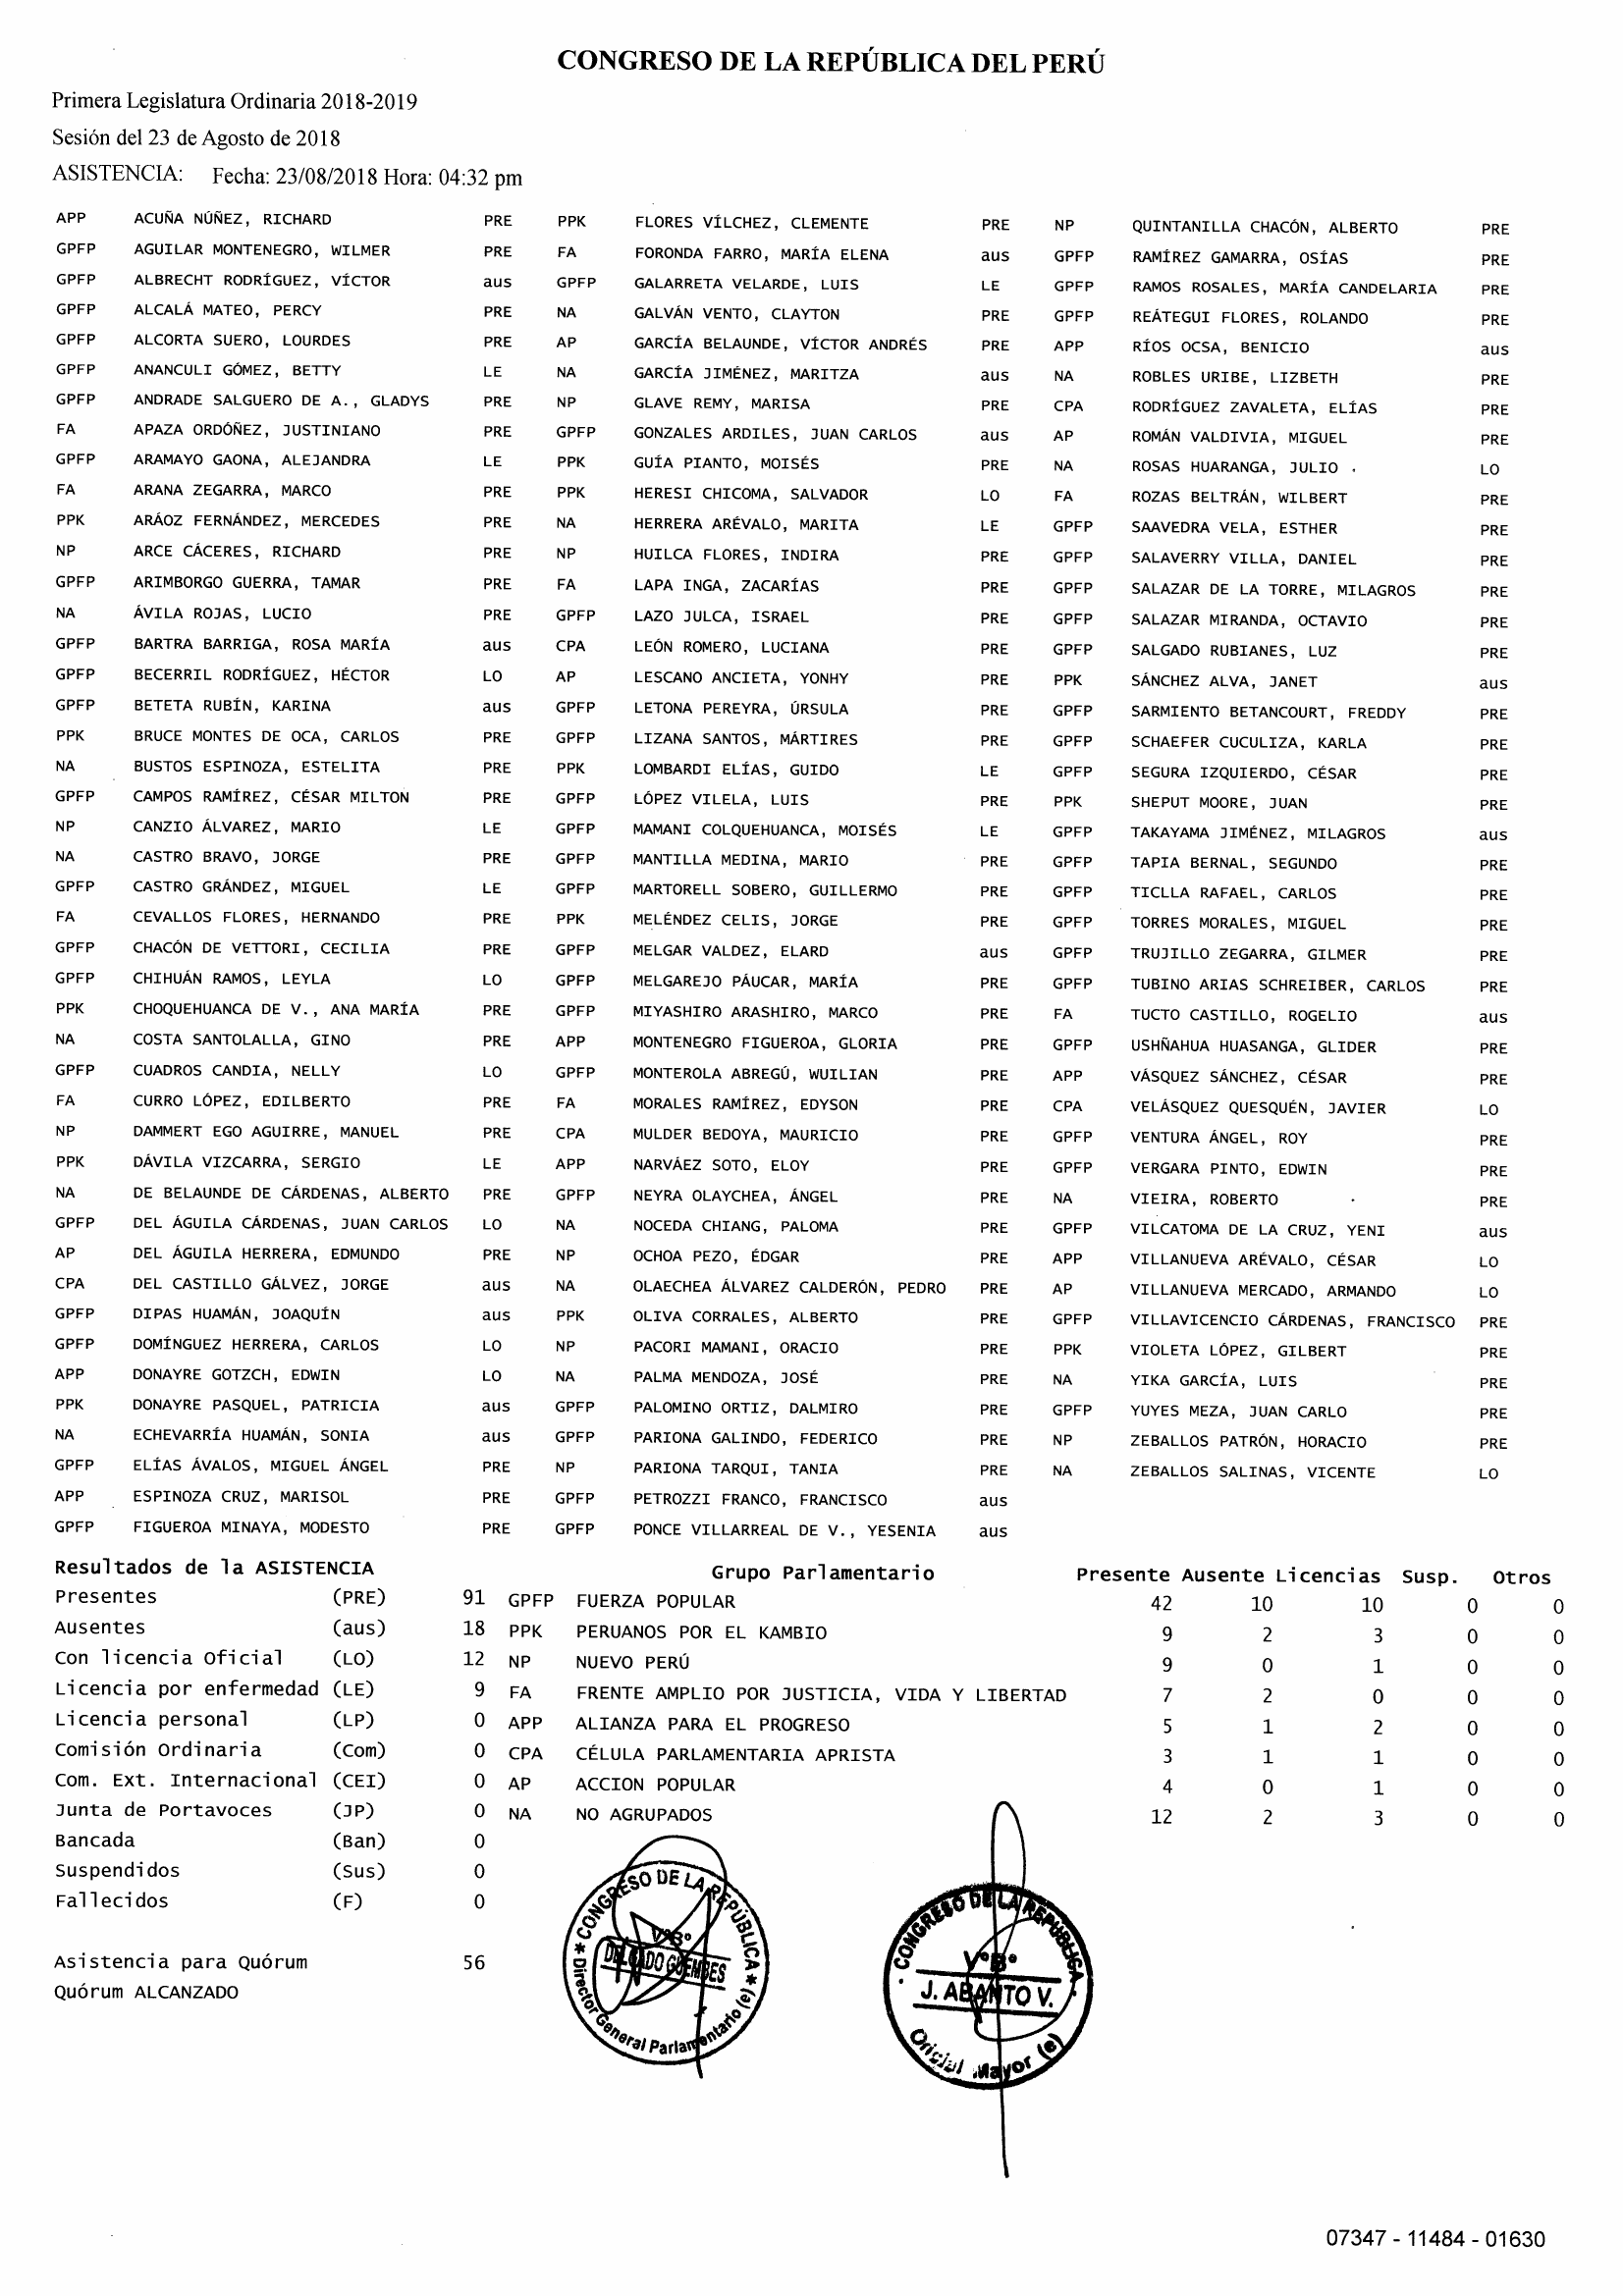 CONGRESO DE LA REPÚBLICA DEL PERÚ
Primera Legislatura Ordinaria 2018-2019
Sesión del 23 de Agosto de 2018
ASISTENCIA: Fecha: 23/08/2018 Hora: 04:32 pm
APP ACUÑA NÚÑEZ, RICHARD PRE PPK FLORES VÍLCHEZ, CLEMENTE PRE NP QUINTANILLA CHACÓN, ALBERTO PRE
GPFP AGUILAR MONTENEGRO, WILMER PRE FA FORONDA FARRO, MARÍA ELENA aus GPFP RAMÍREZ GAMARRA, OSÍAS PRE
GPFP ALBRECHT RODRÍGUEZ, VÍCTOR aus GPFP GALARRETA VELARDE, LUIS LE GPFP RAMOS ROSALES, MARÍA CANDELARIA PRE
GPFP ALCALÁ MATEO, PERCY PRE NA GALVÁN VENTO, CLAYTON PRE GPFP REÁTEGUI FLORES, ROLANDO PRE
GPFP ALCORTA SUERO, LOURDES PRE AP GARCÍA BELAUNDE, VÍCTOR ANDRÉS PRE APP RÍOS OCSA, BENICIO aus
GPFP ANANCULI GÓMEZ, BETTY LE NA GARCÍA JIMÉNEZ, MARITZA aus NA ROBLES URIBE, LIZBETH PRE
GPFP ANDRADE SALGUERO DE A., GLADYS PRE NP GLAVE REMY, MARISA PRE CPA RODRÍGUEZ ZAVALETA, ELÍAS PRE
FA APAZA ORDÓÑEZ, JUSTINIANO PRE GPFP GONZALES ARDILES, JUAN CARLOS aus AP ROMÁN VALDIVIA, MIGUEL PRE
GPFP ARAMAYO GAONA, ALEJANDRA LE PPK GUÍA PIANTO, MOISÉS PRE NA ROSAS HUARANGA, JULIO LO
FA ARANA ZEGARRA, MARCO PRE PPK HERESI CHICOMA, SALVADOR LO FA ROZAS BELTRÁN, WILBERT PRE
PPK ARÁOZ FERNÁNDEZ, MERCEDES PRE NA HERRERA ARÉVALO, MARITA LE GPFP SAAVEDRA VELA, ESTHER PRE
NP ARCE CÁCERES, RICHARD PRE NP HUILCA FLORES, INDIRA PRE GPFP SALAVERRY VILLA, DANIEL PRE
GPFP ARIMBORGO GUERRA, TAMAR PRE FA LAPA INGA, ZACARÍAS PRE GPFP SALAZAR DE LA TORRE, MILAGROS PRE
NA ÁVILA ROJAS, LUCIO PRE GPFP LAZO JULCA, ISRAEL PRE GPFP SALAZAR MIRANDA, OCTAVIO PRE
GPFP BARTRA BARRIGA, ROSA MARÍA aus CPA LEÓN ROMERO, LUCIANA PRE GPFP SALGADO RUBIANES, LUZ PRE
GPFP BECERRIL RODRÍGUEZ, HÉCTOR LO AP LESCANO ANCIETA, YONHY PRE PPK SÁNCHEZ ALVA, JANET aus
GPFP BETETA RUBÍN, KARINA aus GPFP LETONA PEREYRA, ÚRSULA PRE GPFP SARMIENTO BETANCOURT, FREDDY PRE
PPK BRUCE MONTES DE OCA, CARLOS PRE GPFP LIZANA SANTOS, MÁRTIRES PRE GPFP SCHAEFER CUCULIZA, KARLA PRE
NA BUSTOS ESPINOZA, ESTELITA PRE PPK LOMBARDI ELÍAS, GUIDO LE GPFP SEGURA IZQUIERDO, CÉSAR PRE
GPFP CAMPOS RAMÍREZ, CÉSAR MILTON PRE GPFP LÓPEZ VILELA, LUIS PRE PPK SHEPUT MOORE, JUAN PRE
NP CANZIO ÁLVAREZ, MARIO LE GPFP MAMANI COLQUEHUANCA, MOISÉS LE GPFP TAKAYAMA JIMÉNEZ, MILAGROS aus
NA CASTRO BRAVO, JORGE PRE GPFP MANTILLA MEDINA, MARIO PRE GPFP TAPIA BERNAL, SEGUNDO PRE
GPFP CASTRO GRÁNDEZ, MIGUEL LE GPFP MARTORELL SOBERO, GUILLERMO PRE GPFP TICLLA RAFAEL, CARLOS PRE
FA CEVALLOS FLORES, HERNANDO PRE PPK MELÉNDEZ CELIS, JORGE PRE GPFP TORRES MORALES, MIGUEL PRE
GPFP CHACÓN DE VETTORI, CECILIA PRE GPFP MELGAR VALDEZ, ELARD aus GPFP TRUJILLO ZEGARRA, GILMER PRE
GPFP CHIHUÁN RAMOS, LEYLA LO GPFP MELGAREJO PÁUCAR, MARÍA PRE GPFP TUBINO ARIAS SCHREIBER, CARLOS PRE
PPK CHOQUEHUANCA DE V., ANA MARÍA PRE GPFP MIYASHIRO ARASHIRO, MARCO PRE FA TUCTO CASTILLO, ROGELIO aus
NA COSTA SANTOLALLA, GINO PRE APP MONTENEGRO FIGUEROA, GLORIA PRE GPFP USHÑAHUA HUASANGA, GLIDER PRE
GPFP CUADROS CANDIA, NELLY LO GPFP MONTEROLA ABREGÚ, WUILIAN PRE APP VÁSQUEZ SÁNCHEZ, CÉSAR PRE
FA CURRO LÓPEZ, EDILBERTO PRE FA MORALES RAMÍREZ, EDYSON PRE CPA VELÁSQUEZ QUESQUÉN, JAVIER LO
NP DAMMERT EGO AGUIRRE, MANUEL PRE CPA MULDER BEDOYA, MAURICIO PRE GPFP VENTURA ÁNGEL, ROY PRE
PPK DÁVILA VIZCARRA, SERGIO LE APP NARVÁEZ SOTO, ELOY PRE GPFP VERGARA PINTO, EDWIN PRE
NA DE BELAUNDE DE CÁRDENAS, ALBERTO PRE GPFP NEYRA OLAYCHEA, ÁNGEL PRE NA VIEIRA, ROBERTO PRE
GPFP DEL ÁGUILA CÁRDENAS, JUAN CARLOS LO NA NOCEDA CHIANG, PALOMA PRE GPFP VILCATOMA DE LA CRUZ, YENI aus
AP DEL ÁGUILA HERRERA, EDMUNDO PRE NP OCHOA PEZO, ÉDGAR PRE APP VILLANUEVA ARÉVALO, CÉSAR LO
CPA DEL CASTILLO GÁLVEZ, JORGE aus NA OLAECHEA ÁLVAREZ CALDERÓN, PEDRO PRE AP VILLANUEVA MERCADO, ARMANDO LO
GPFP DIPAS HUAMÁN, JOAQUÍN aus PPK OLIVA CORRALES, ALBERTO PRE GPFP VILLAVICENCIO CÁRDENAS, FRANCISCO PRE
GPFP DOMÍNGUEZ HERRERA, CARLOS LO NP PACORI MAMANI, ORACIO PRE PPK VIOLETA LÓPEZ, GILBERT PRE
APP DONAYRE GOTZCH, EDWIN LO NA PALMA MENDOZA, JOSÉ PRE NA YIKA GARCÍA, LUIS PRE
PPK DONAYRE PASQUEL, PATRICIA aus GPFP PALOMINO ORTIZ, DALMIRO PRE GPFP YUYES MEZA, JUAN CARLO PRE
NA ECHEVARRÍA HUAMÁN, SONIA aus GPFP PARIONA GALINDO, FEDERICO PRE NP ZEBALLOS PATRÓN, HORACIO PRE
GPFP ELÍAS ÁVALOS, MIGUEL ÁNGEL PRE NP PARIONA TARQUI, TANIA PRE NA ZEBALLOS SALINAS, VICENTE LO
APP ESPINOZA CRUZ, MARISOL PRE GPFP PETROZZI FRANCO, FRANCISCO aus
GPFP FIGUEROA MINAYA, MODESTO PRE GPFP PONCE VILLARREAL DE V., YESENIA aus
Resultados de la ASISTENCIA Grupo Parlamentario Presente Ausente Licencias Susp. Otros
Presentes (PRE) 91 GPFP FUERZA POPULAR 42 10 10 0 0
Ausentes (aus) 18 PPK PERUANOS POR EL KAMBIO 9 2 3 0 0
Con licencia Oficial (LO) 12 NP NUEVO PERÚ 9 0 1 0 0
Licencia por enfermedad (LE) 9 FA FRENTE AMPLIO POR JUSTICIA, VIDA Y LIBERTAD 7 2 0 0 0
Licencia personal (LP) 0 APP ALIANZA PARA EL PROGRESO 5 1 2 0 0
Comisión Ordinaria (Com) 0 CPA CÉLULA PARLAMENTARIA APRISTA 3 1 1 0 0
Com. Ext. Internacional (CEI) 0 AP ACCION POPULAR 4 0 1 0 0
Junta de Portavoces (JP) 0 NA NO AGRUPADOS 12 2 3 0 0
Bancada (Ban) 0
Suspendidos (Sus) 0
Fallecidos (F) 0
Asistencia para Quórum 56
Quórum ALCANZADO
CONGRESO DE LA REPÚBLICA
V°B°
DELGADO GUEMBES
Director General Parlamentario (e)
CONGRESO DE LA REPÚBLICA
V°B°
J. ABANTO V.
Oficial Mayor (e)
07347 - 11484 - 01630